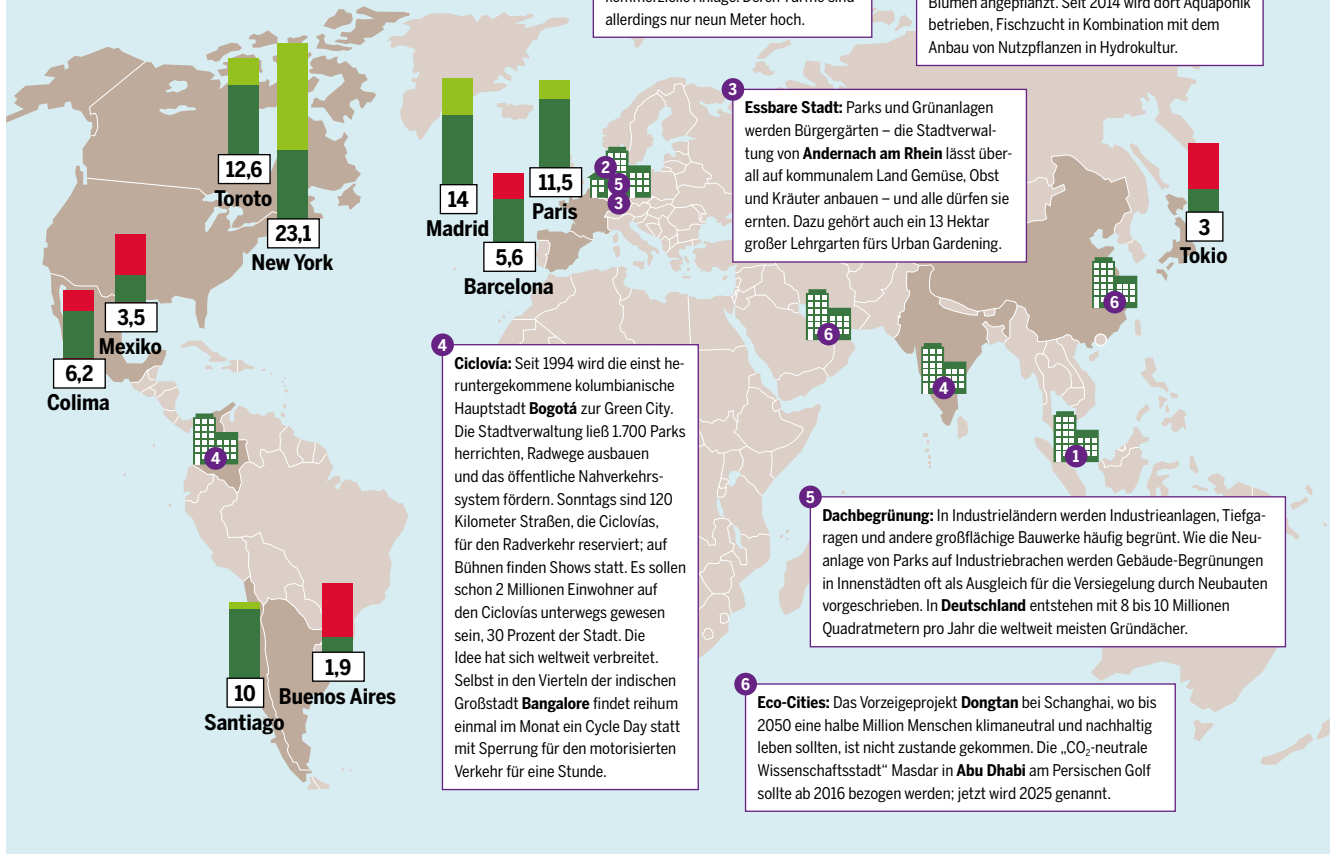 allerdings nur neun Meter hoch.
Blumen angepflanzt. Seit 2014 wird dort Aquaponik
betrieben, Fischzucht in Kombination mit dem
Anbau von Nutzpflanzen in Hydrokultur.
12,6
Toroto
23,1
New York
3,5
Mexiko
6,2
Colima
14
Madrid
11,5
Paris
5,6
Barcelona
3
Tokio
10
Santiago
1,9
Buenos Aires
2
5
3
6
6
4
4
1
3
Essbare Stadt: Parks und Grünanlagen
werden Bürgergärten – die Stadtverwal-
tung von Andernach am Rhein lässt über-
all auf kommunalem Land Gemüse, Obst
und Kräuter anbauen – und alle dürfen sie
ernten. Dazu gehört auch ein 13 Hektar
großer Lehrgarten fürs Urban Gardening.
4
Ciclovía: Seit 1994 wird die einst he-
runtergekommene kolumbianische
Hauptstadt Bogotá zur Green City.
Die Stadtverwaltung ließ 1.700 Parks
herrichten, Radwege ausbauen
und das öffentliche Nahverkehrs-
system fördern. Sonntags sind 120
Kilometer Straßen, die Ciclovías,
für den Radverkehr reserviert; auf
Bühnen finden Shows statt. Es sollen
schon 2 Millionen Einwohner auf
den Ciclovías unterwegs gewesen
sein, 30 Prozent der Stadt. Die
Idee hat sich weltweit verbreitet.
Selbst in den Vierteln der indischen
Großstadt Bangalore findet reihum
einmal im Monat ein Cycle Day statt
mit Sperrung für den motorisierten
Verkehr für eine Stunde.
5
Dachbegrünung: In Industrieländern werden Industrieanlagen, Tiefga-
ragen und andere großflächige Bauwerke häufig begrünt. Wie die Neu-
anlage von Parks auf Industriebrachen werden Gebäude-Begrünungen
in Innenstädten oft als Ausgleich für die Versiegelung durch Neubauten
vorgeschrieben. In Deutschland entstehen mit 8 bis 10 Millionen
Quadratmetern pro Jahr die weltweit meisten Gründächer.
6
Eco-Cities: Das Vorzeigeprojekt Dongtan bei Schanghai, wo bis
2050 eine halbe Million Menschen klimaneutral und nachhaltig
leben sollten, ist nicht zustande gekommen. Die „CO₂-neutrale
Wissenschaftsstadt“ Masdar in Abu Dhabi am Persischen Golf
sollte ab 2016 bezogen werden; jetzt wird 2025 genannt.